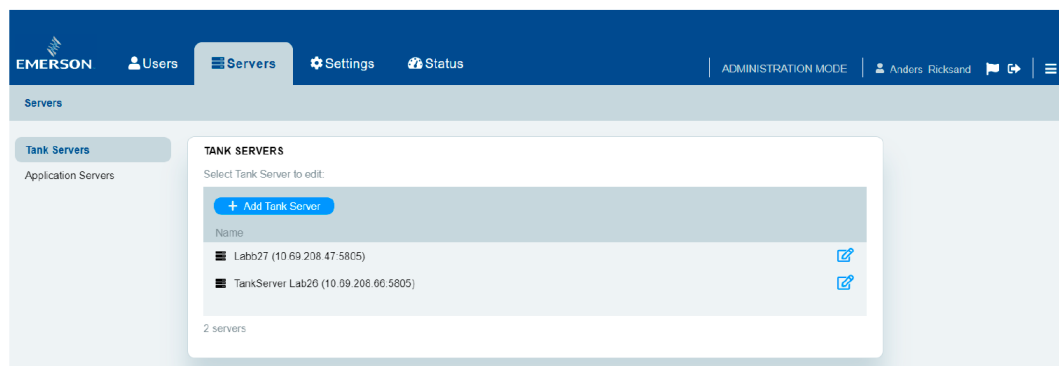 EMERSON
Users
Servers
Settings
Status
ADMINISTRATION MODE
Anders Ricksand
Servers
Tank Servers
Application Servers
TANK SERVERS
Select Tank Server to edit:
+ Add Tank Server
Name
Labb27 (10.69.208.47:5805)
TankServer Lab26 (10.69.208.66:5805)
2 servers